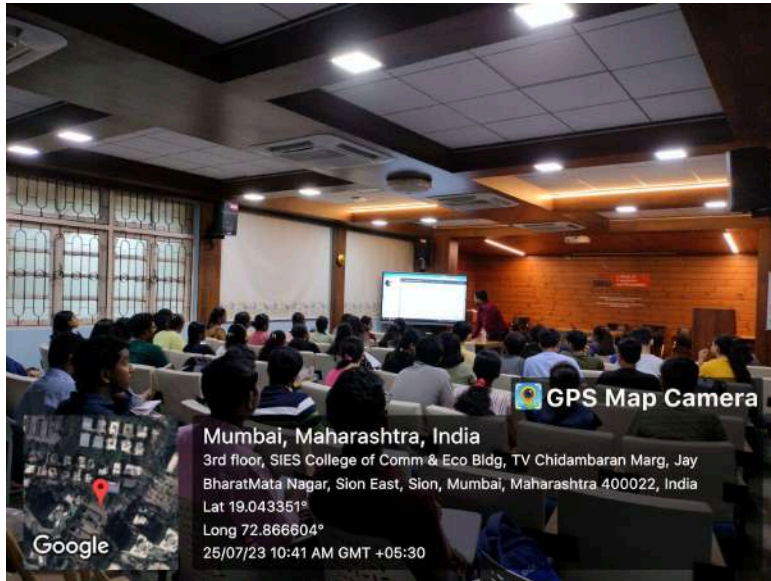 GPS Map Camera
Mumbai, Maharashtra, India
3rd floor, SIES College of Comm & Eco Bldg, TV Chidambaran Marg, Jay
BharatMata Nagar, Sion East, Sion, Mumbai, Maharashtra 400022, India
Lat 19.043351°
Long 72.866604°
25/07/23 10:41 AM GMT +05:30
Google